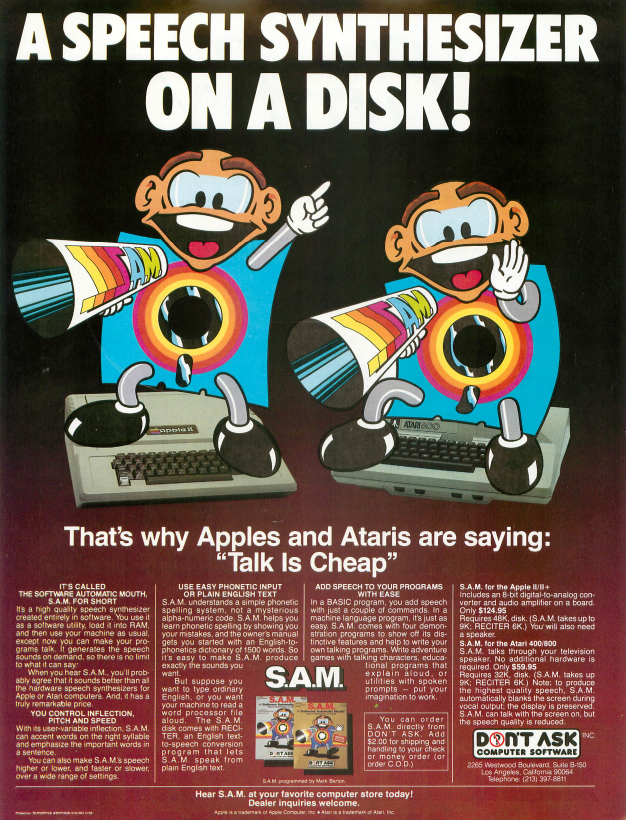 A SPEECH SYNTHESIZER
ON A DISK!
SAM
SAM
apple II
ATARI 800
That's why Apples and Ataris are saying:
“Talk Is Cheap”
IT'S CALLED
THE SOFTWARE AUTOMATIC MOUTH,
S.A.M. FOR SHORT
It's a high quality speech synthesizer
created entirely in software. You use it
as a software utility, load it into RAM,
and then use your machine as usual,
except now you can make your pro-
grams talk. It generates the speech
sounds on demand, so there is no limit
to what it can say.
When you hear S.A.M., you'll prob-
ably agree that it sounds better than all
the hardware speech synthesizers for
Apple or Atari computers. And, it has a
truly remarkable price.
YOU CONTROL INFLECTION,
PITCH AND SPEED
With its user-variable inflection, S.A.M.
can accent words on the right syllable
and emphasize the important words in
a sentence.
You can also make S.A.M.'s speech
higher or lower, and faster or slower,
over a wide range of settings.
USE EASY PHONETIC INPUT
OR PLAIN ENGLISH TEXT
S.A.M. understands a simple phonetic
spelling system, not a mysterious
alpha-numeric code. S.A.M. helps you
learn phonetic spelling by showing you
your mistakes, and the owner's manual
gets you started with an English-to-
phonetics dictionary of 1500 words. So
it's easy to make S.A.M. produce
exactly the sounds you
want.
But suppose you
want to type ordinary
English, or you want
your machine to read a
word processor file
aloud. The S.A.M.
disk comes with RECI-
TER, an English text-
to-speech conversion
program that lets
S.A.M. speak from
plain English text.
ADD SPEECH TO YOUR PROGRAMS
WITH EASE
In a BASIC program, you add speech
with just a couple of commands. In a
machine language program, it's just as
easy. S.A.M. comes with four demon-
stration programs to show off its dis-
tinctive features and help to write your
own talking programs. Write adventure
games with talking characters, educa-
tional programs that
explain aloud, or
utilities with spoken
prompts – put your
imagination to work.
S.A.M.
S.A.M.
S.A.M.
DON'T ASK
DON'T ASK
S.A.M. programmed by Mark Barton.
You can order
S.A.M. directly from
DON'T ASK. Add
$2.00 for shipping and
handling to your check
or money order (or
order C.O.D.)
S.A.M. for the Apple II/II+
Includes an 8-bit digital-to-analog con-
verter and audio amplifier on a board.
Only $124.95
Requires 48K, disk. (S.A.M. takes up to
9K; RECITER 6K.) You will also need
a speaker.
S.A.M. for the Atari 400/800
S.A.M. talks through your television
speaker. No additional hardware is
required. Only $59.95
Requires 32K, disk. (S.A.M. takes up
9K; RECITER 6K.) Note: to produce
the highest quality speech, S.A.M.
automatically blanks the screen during
vocal output; the display is preserved.
S.A.M. can talk with the screen on, but
the speech quality is reduced.
DON'T ASK INC.
COMPUTER SOFTWARE
2265 Westwood Boulevard, Suite B-150
Los Angeles, California 90064
Telephone: (213) 397-8811
Hear S.A.M. at your favorite computer store today!
Dealer inquiries welcome.
Apple is a trademark of Apple Computer, Inc. • Atari is a trademark of Atari, Inc.